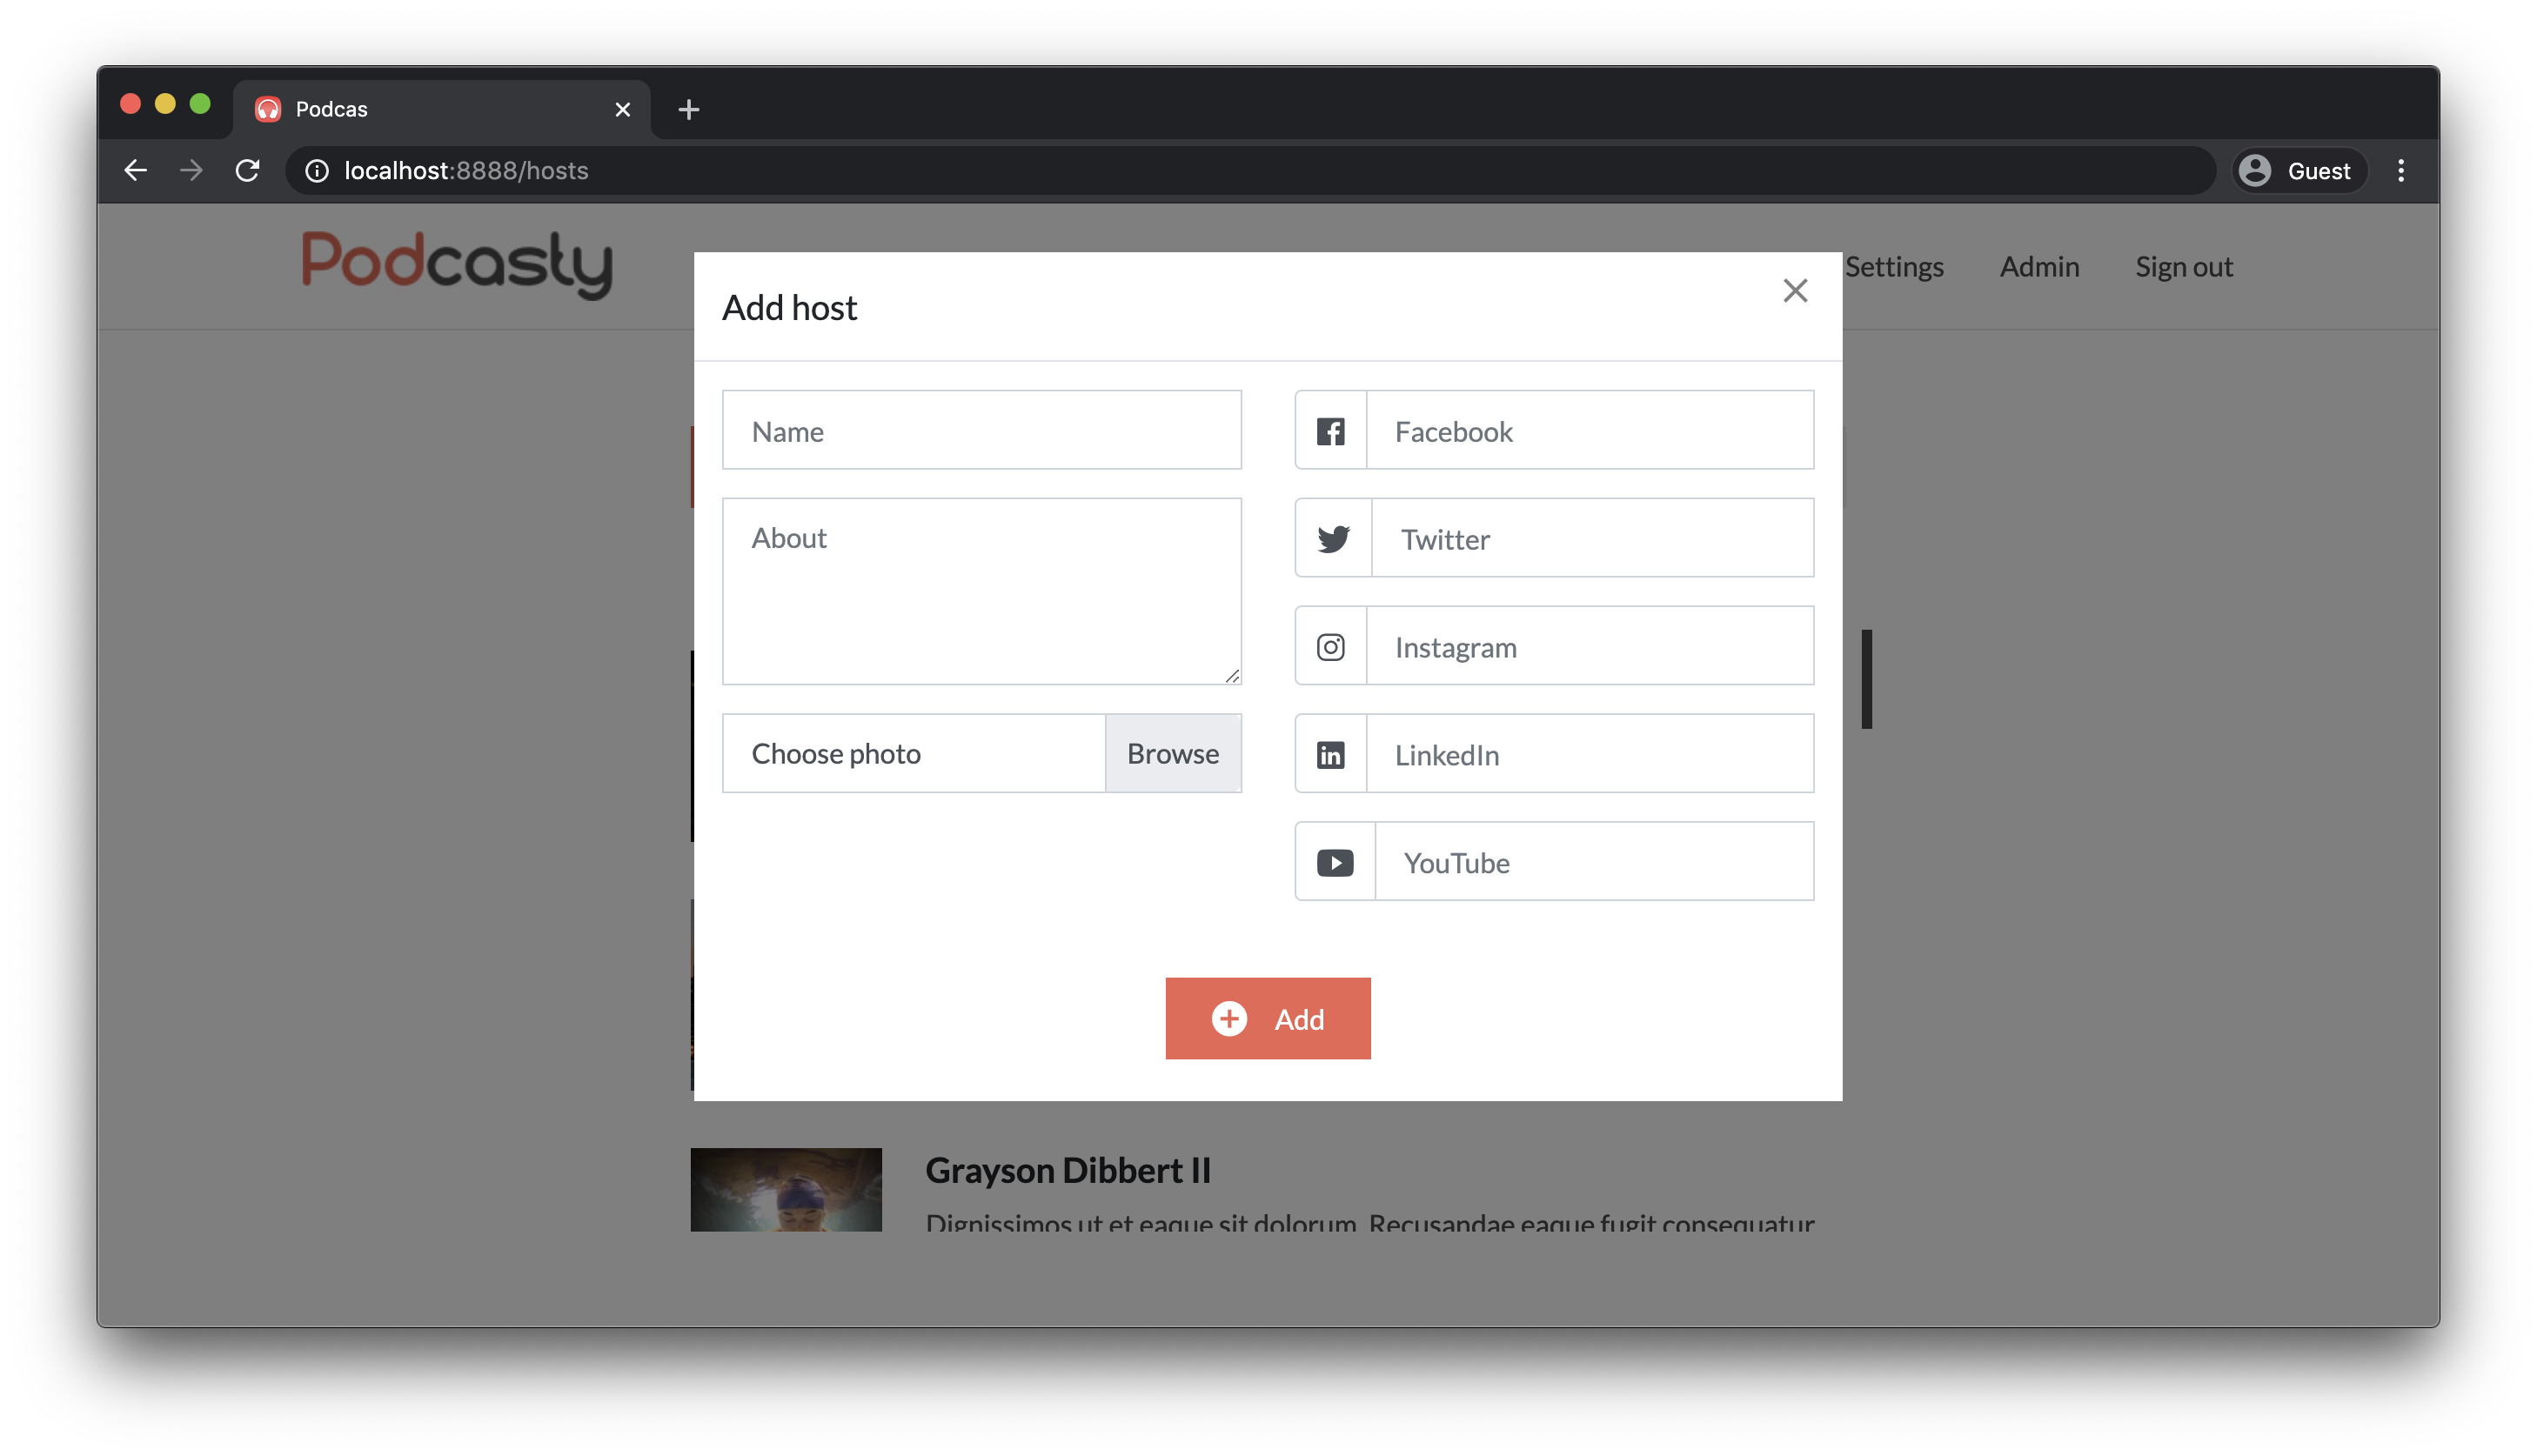 Podcas
localhost:8888/hosts
Guest
Podcasty
Settings
Admin
Sign out
Add host
Name
Facebook
About
Twitter
Instagram
Choose photo
Browse
LinkedIn
YouTube
Add
Grayson Dibbert II
Dignissimos ut et eaque sit dolorum. Recusandae eaque fugit consequatur